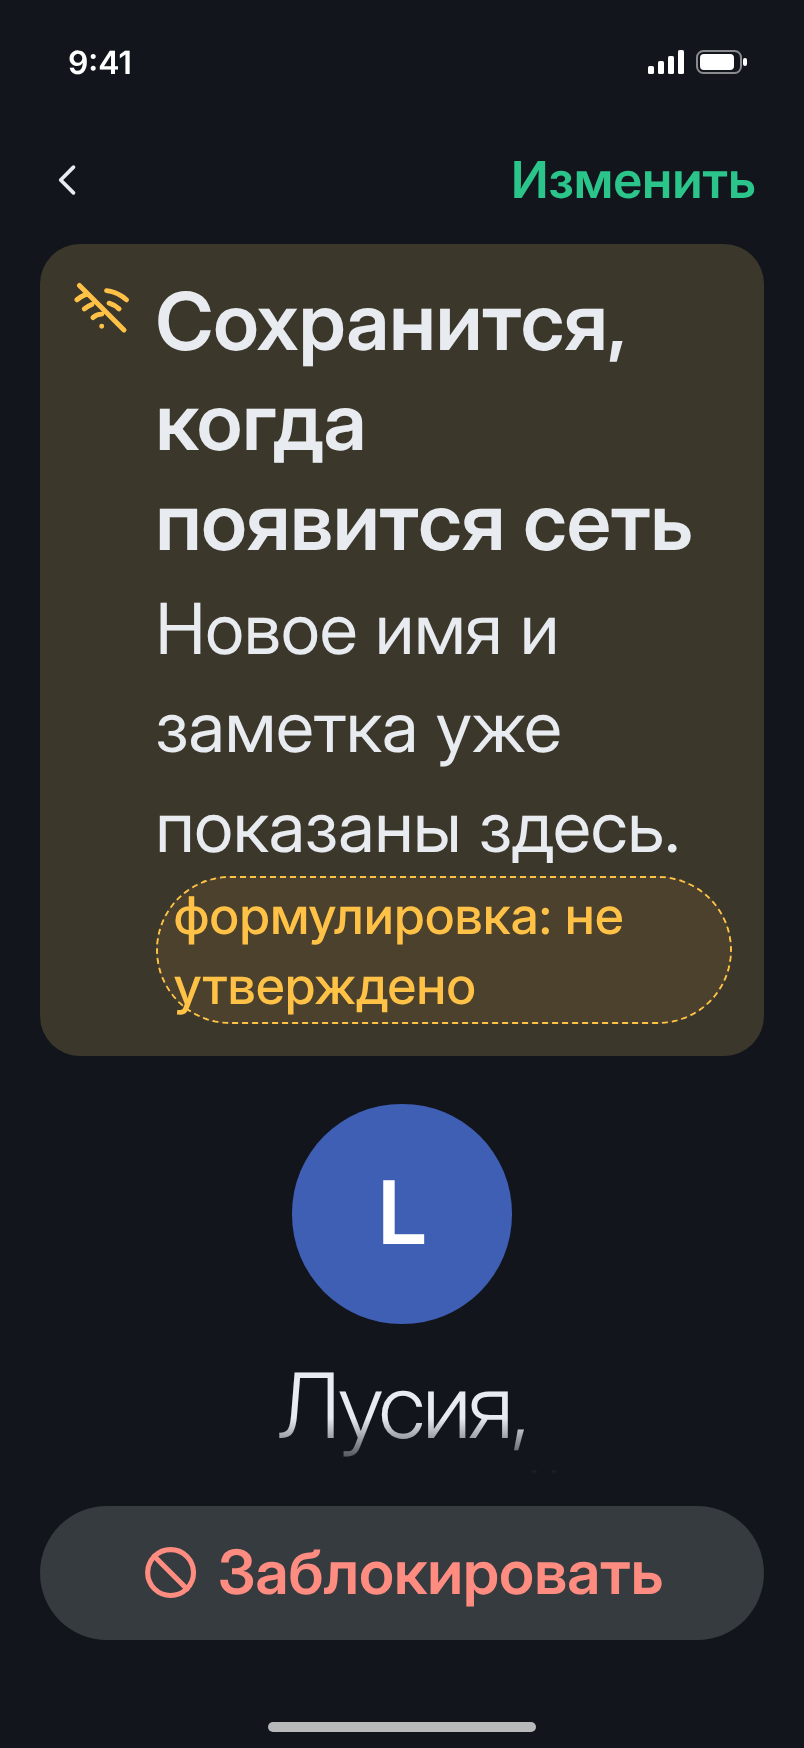 9:41
Изменить
Сохранится,
когда
появится сеть
Новое имя и
заметка уже
показаны здесь.
формулировка: не
утверждено
L
Лусия,
Заблокировать